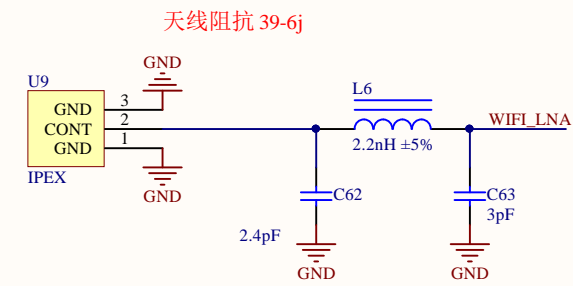 天线阻抗 39-6j
GND
U9
GND 3
CONT 2
GND 1
IPEX
GND
L6
2.2nH ±5%
WIFI_LNA
C62
2.4pF
GND
C63
3pF
GND